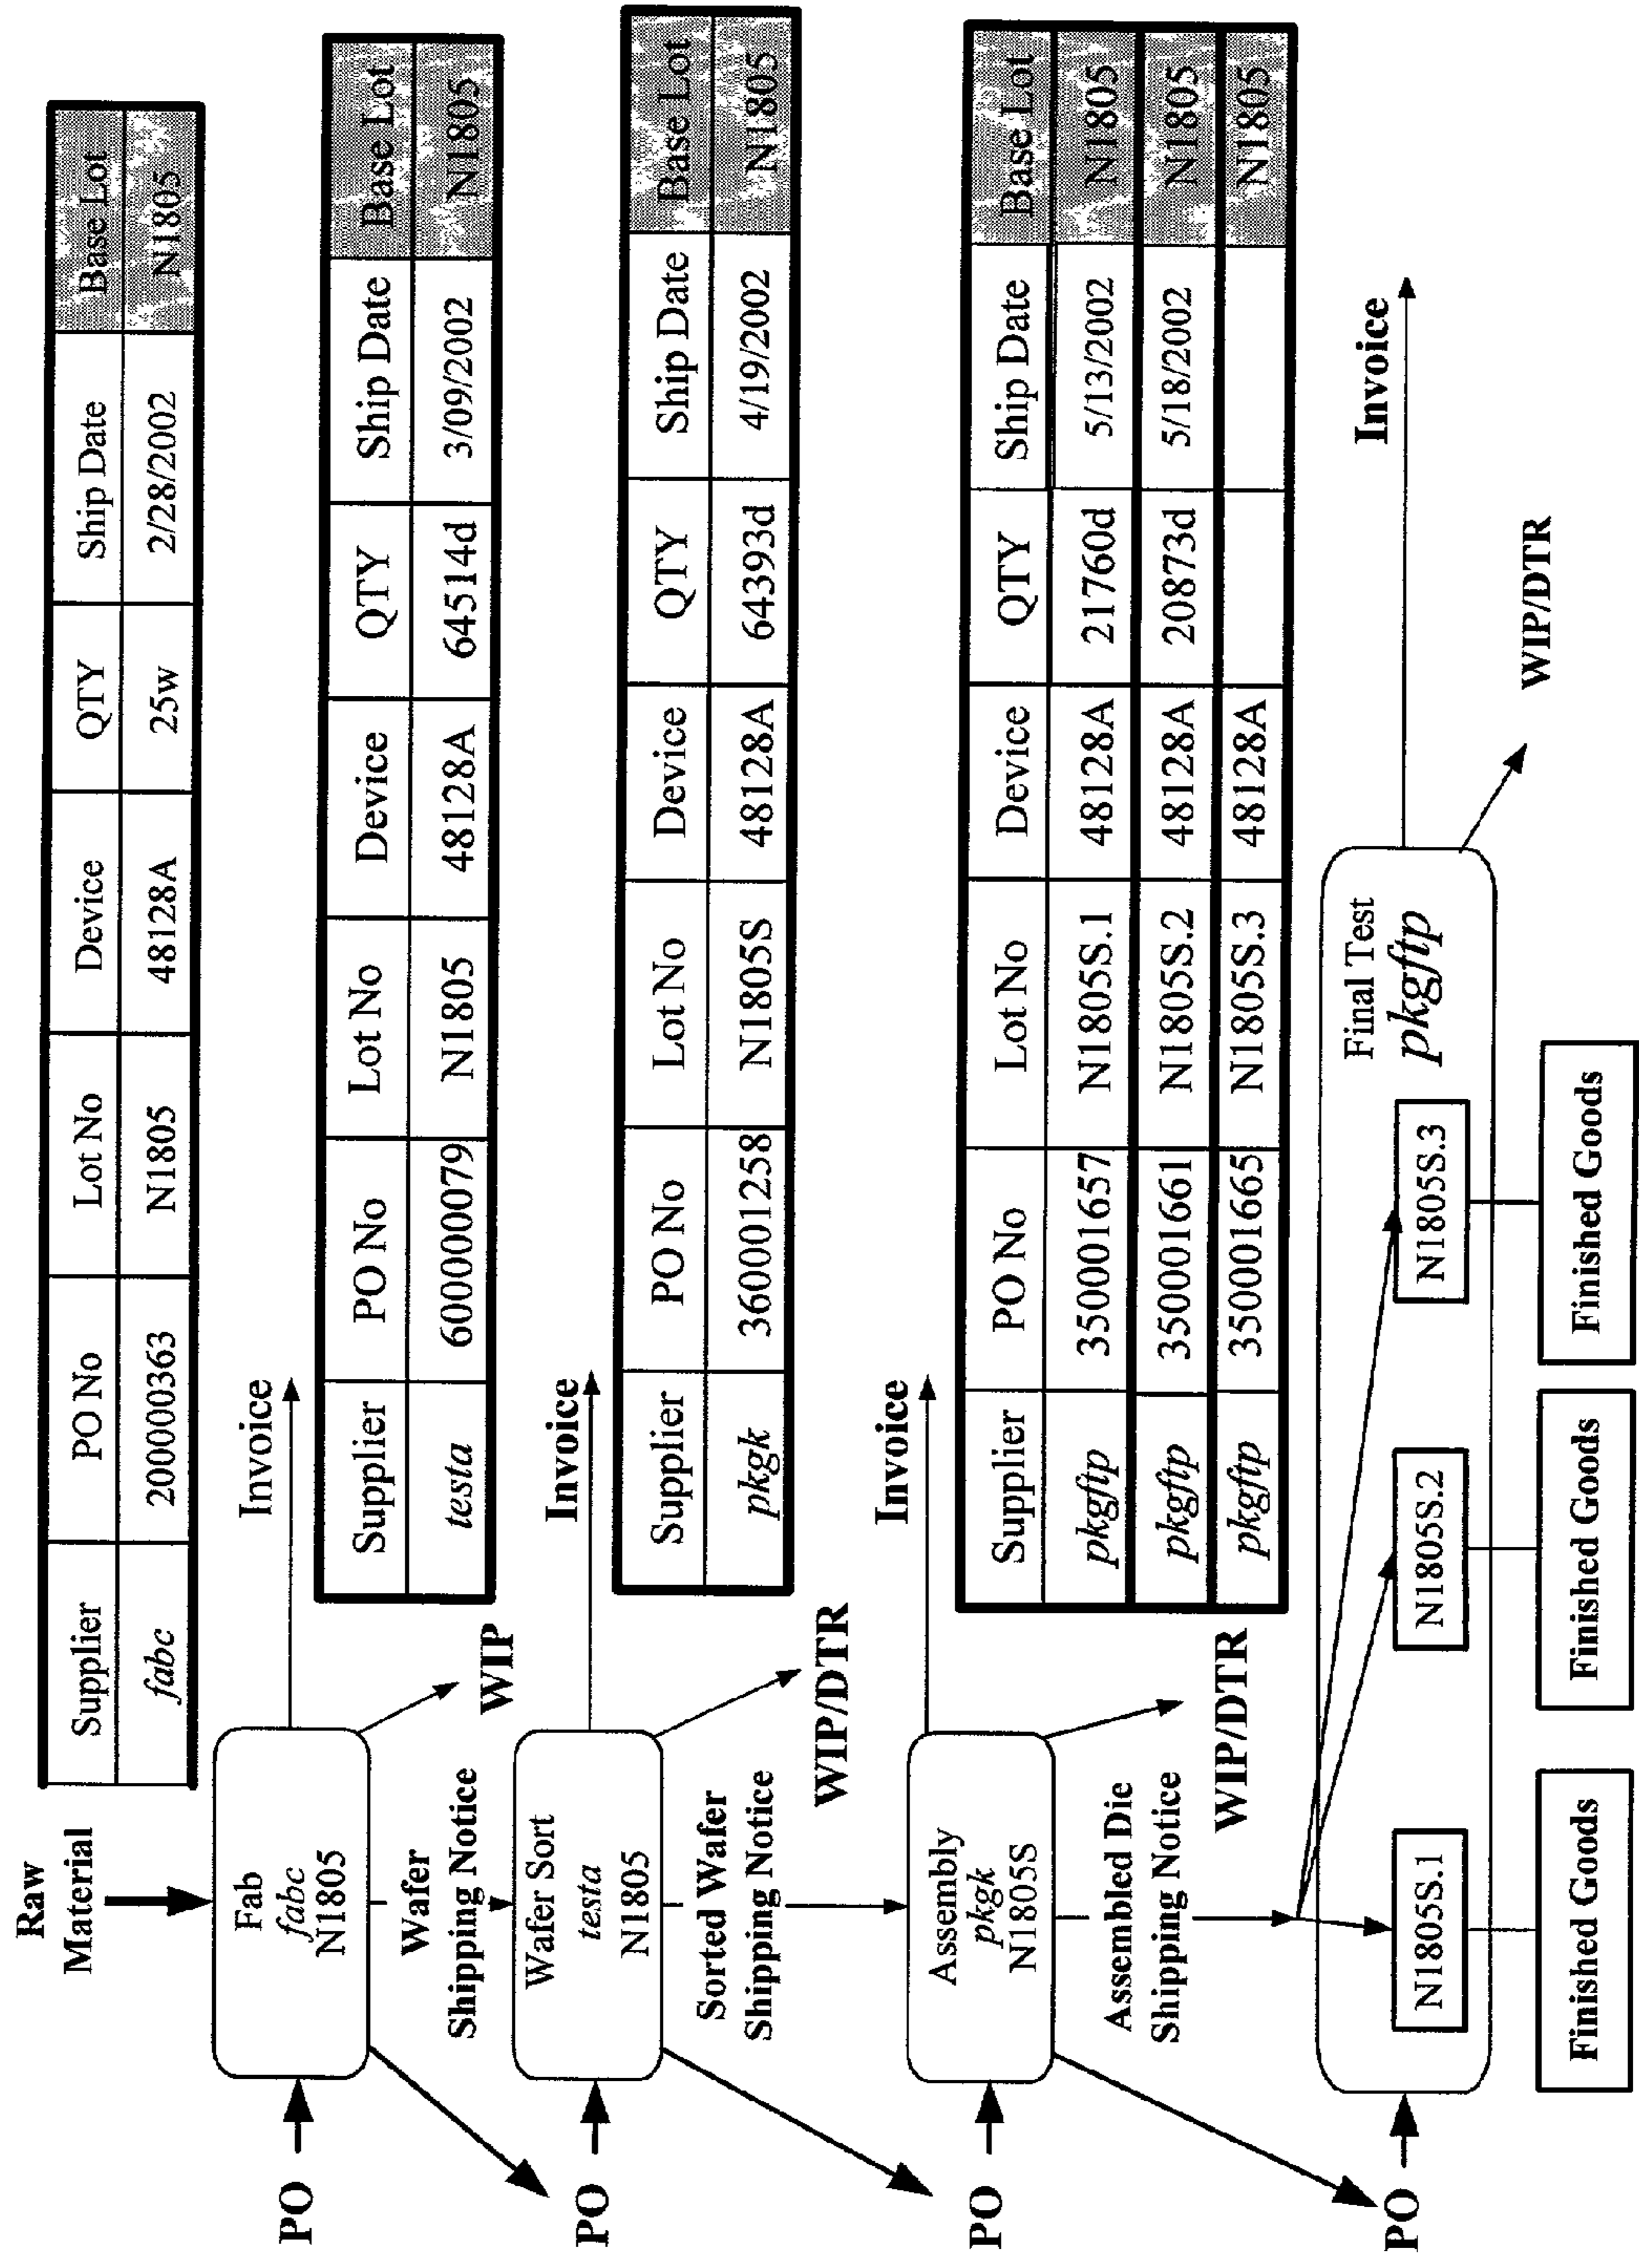 Raw
Material
Supplier PO No Lot No Device QTY Ship Date Base Lot
fabc 200000363 N1805 48128A 25w 2/28/2002 N1805
PO
Fab
fabc
N1805
Invoice
WIP
Wafer
Shipping Notice
Supplier PO No Lot No Device QTY Ship Date Base Lot
testa 600000079 N1805 48128A 64514d 3/09/2002 N1805
PO
Wafer Sort
testa
N1805
Invoice
WIP/DTR
Sorted Wafer
Shipping Notice
Supplier PO No Lot No Device QTY Ship Date Base Lot
pkgk 360001258 N1805S 48128A 64393d 4/19/2002 N1805
PO
Assembly
pkgk
N1805S
Invoice
WIP/DTR
Assembled Die
Shipping Notice
Supplier PO No Lot No Device QTY Ship Date Base Lot
pkgftp 350001657 N1805S.1 48128A 21760d 5/13/2002 N1805
pkgftp 350001661 N1805S.2 48128A 20873d 5/18/2002 N1805
pkgftp 350001665 N1805S.3 48128A N1805
PO
N1805S.1
N1805S.2
N1805S.3
Final Test
pkgftp
Invoice
WIP/DTR
Finished Goods
Finished Goods
Finished Goods